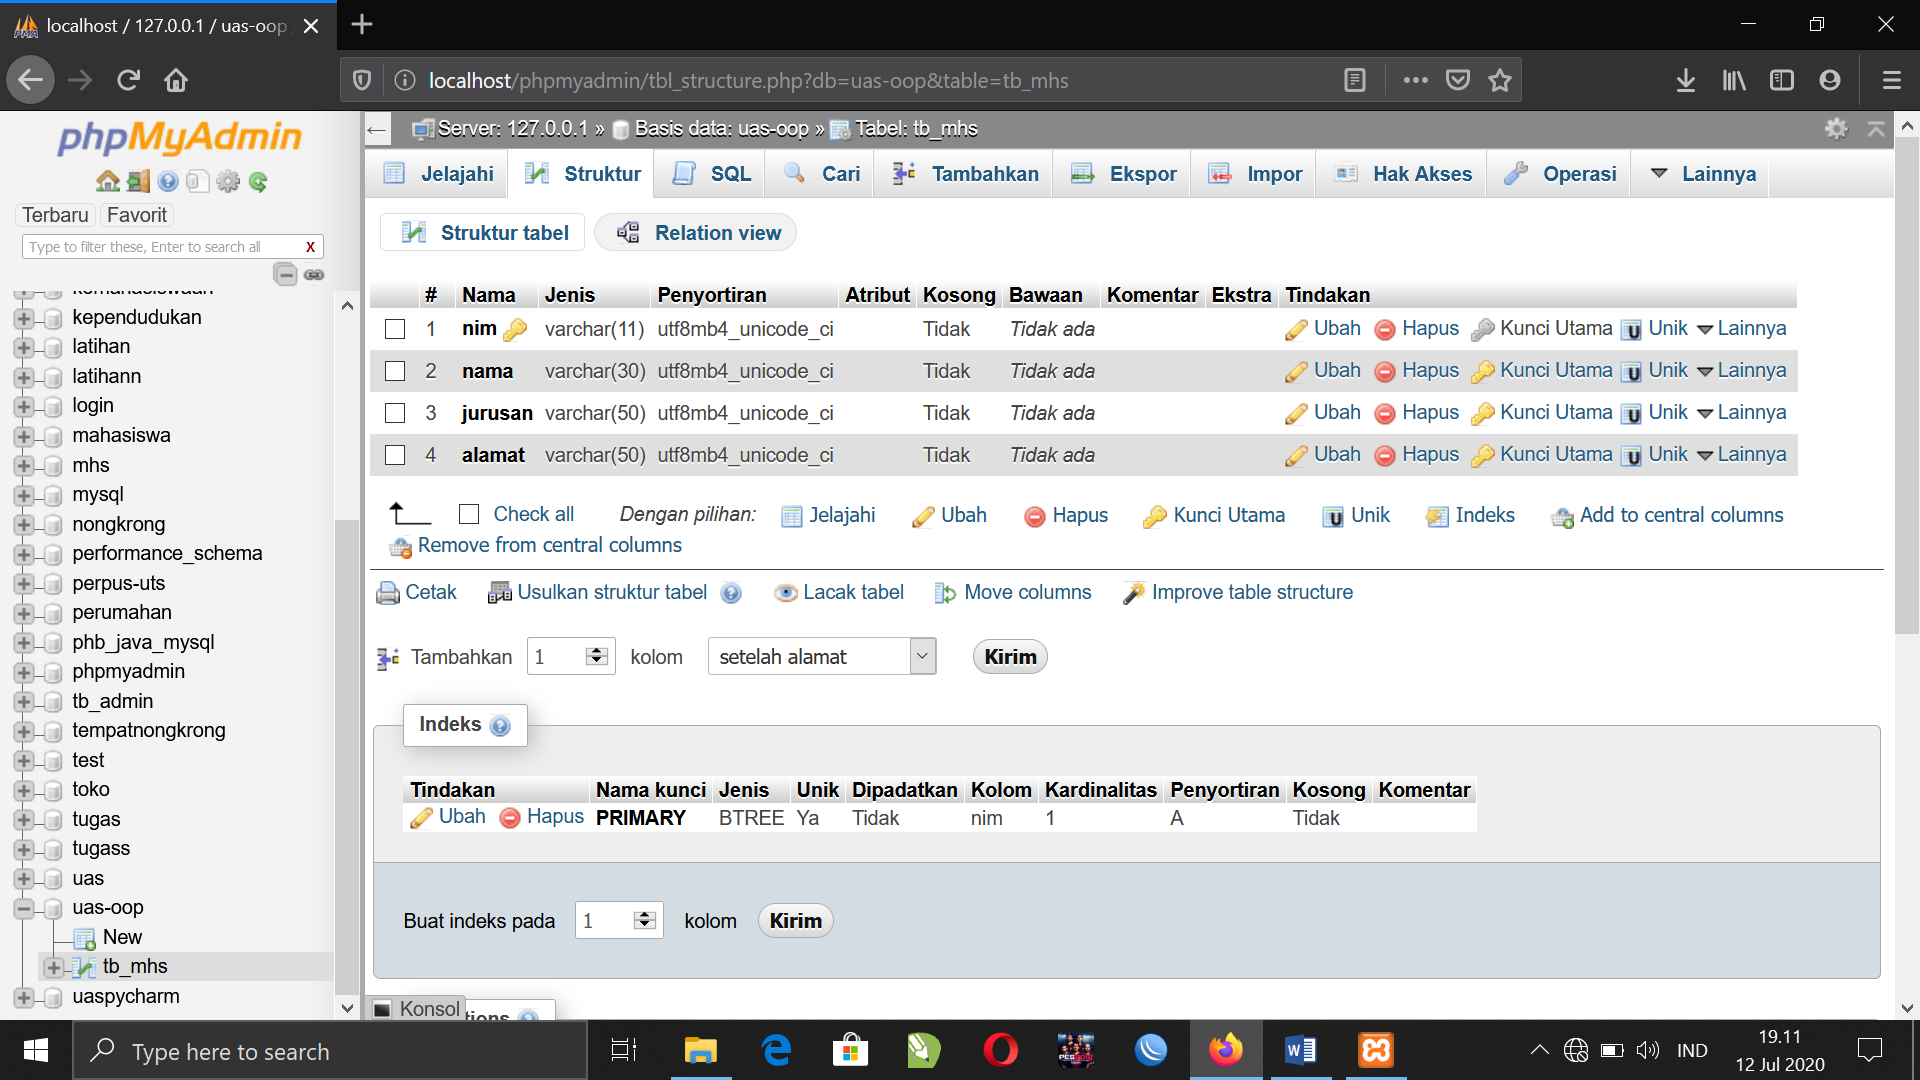 localhost / 127.0.0.1 / uas-oop
localhost/phpmyadmin/tbl_structure.php?db=uas-oop&table=tb_mhs
phpMyAdmin
Terbaru Favorit
Type to filter these, Enter to search all X
kemahasiswaan
kependudukan
latihan
latihann
login
mahasiswa
mhs
mysql
nongkrong
performance_schema
perpus-uts
perumahan
phb_java_mysql
phpmyadmin
tb_admin
tempatnongkrong
test
toko
tugas
tugass
uas
uas-oop
New
tb_mhs
uaspycharm
Server: 127.0.0.1 » Basis data: uas-oop » Tabel: tb_mhs
Jelajahi Struktur SQL Cari Tambahkan Ekspor Impor Hak Akses Operasi Lainnya
Struktur tabel Relation view
# Nama Jenis Penyortiran Atribut Kosong Bawaan Komentar Ekstra Tindakan
1 nim varchar(11) utf8mb4_unicode_ci Tidak Tidak ada Ubah Hapus Kunci Utama Unik Lainnya
2 nama varchar(30) utf8mb4_unicode_ci Tidak Tidak ada Ubah Hapus Kunci Utama Unik Lainnya
3 jurusan varchar(50) utf8mb4_unicode_ci Tidak Tidak ada Ubah Hapus Kunci Utama Unik Lainnya
4 alamat varchar(50) utf8mb4_unicode_ci Tidak Tidak ada Ubah Hapus Kunci Utama Unik Lainnya
Check all Dengan pilihan: Jelajahi Ubah Hapus Kunci Utama Unik Indeks Add to central columns
Remove from central columns
Cetak Usulkan struktur tabel Lacak tabel Move columns Improve table structure
Tambahkan 1 kolom setelah alamat Kirim
Indeks
Tindakan Nama kunci Jenis Unik Dipadatkan Kolom Kardinalitas Penyortiran Kosong Komentar
Ubah Hapus PRIMARY BTREE Ya Tidak nim 1 A Tidak
Buat indeks pada 1 kolom Kirim
Konsol
Type here to search
IND
19.11
12 Jul 2020